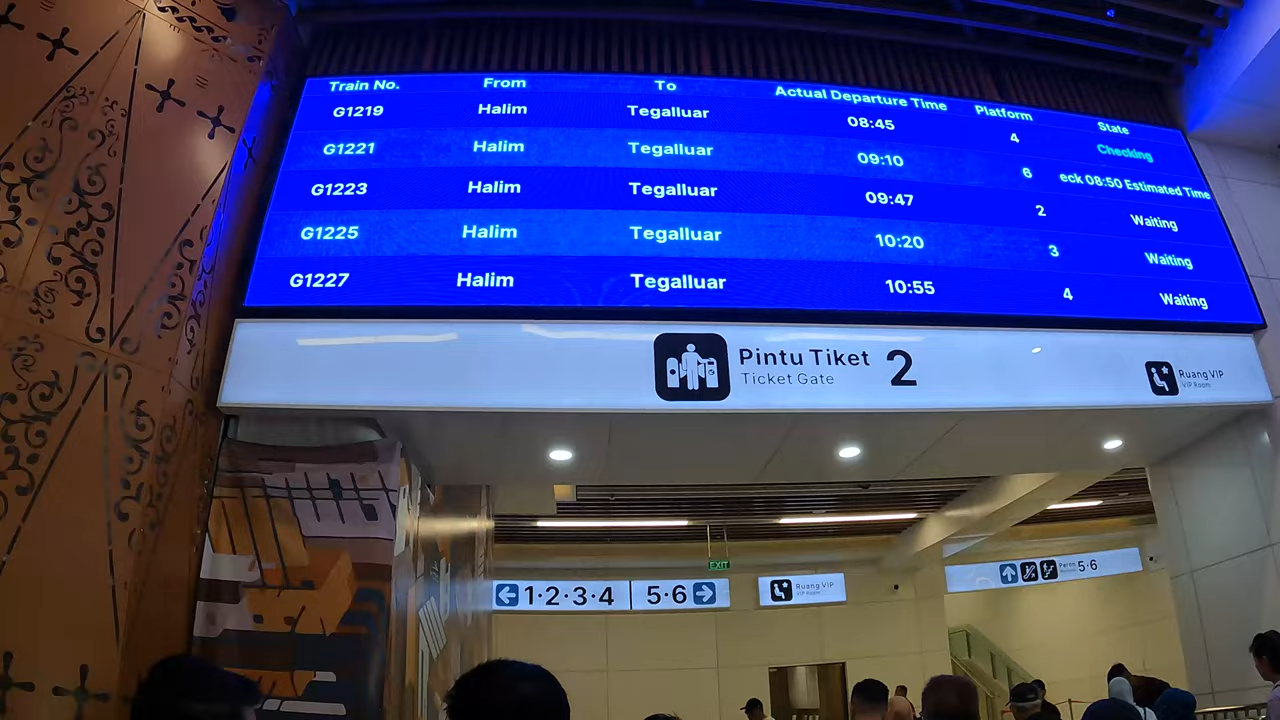 Train No. From To Actual Departure Time Platform State
G1219 Halim Tegalluar 08:45 4 Checking
G1221 Halim Tegalluar 09:10 6 eck 08:50 Estimated Time
G1223 Halim Tegalluar 09:47 2 Waiting
G1225 Halim Tegalluar 10:20 3 Waiting
G1227 Halim Tegalluar 10:55 4 Waiting
Pintu Tiket 2
Ticket Gate
Ruang VIP
VIP Room
EXIT
1·2·3·4 5·6
Ruang VIP
VIP Room
Peron 5·6